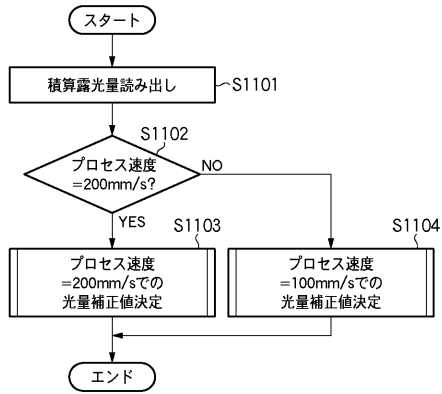 スタート
積算露光量読み出し
S1101
S1102
プロセス速度
=200mm/s?
NO
YES
S1103
プロセス速度
=200mm/sでの
光量補正値決定
S1104
プロセス速度
=100mm/sでの
光量補正値決定
エンド